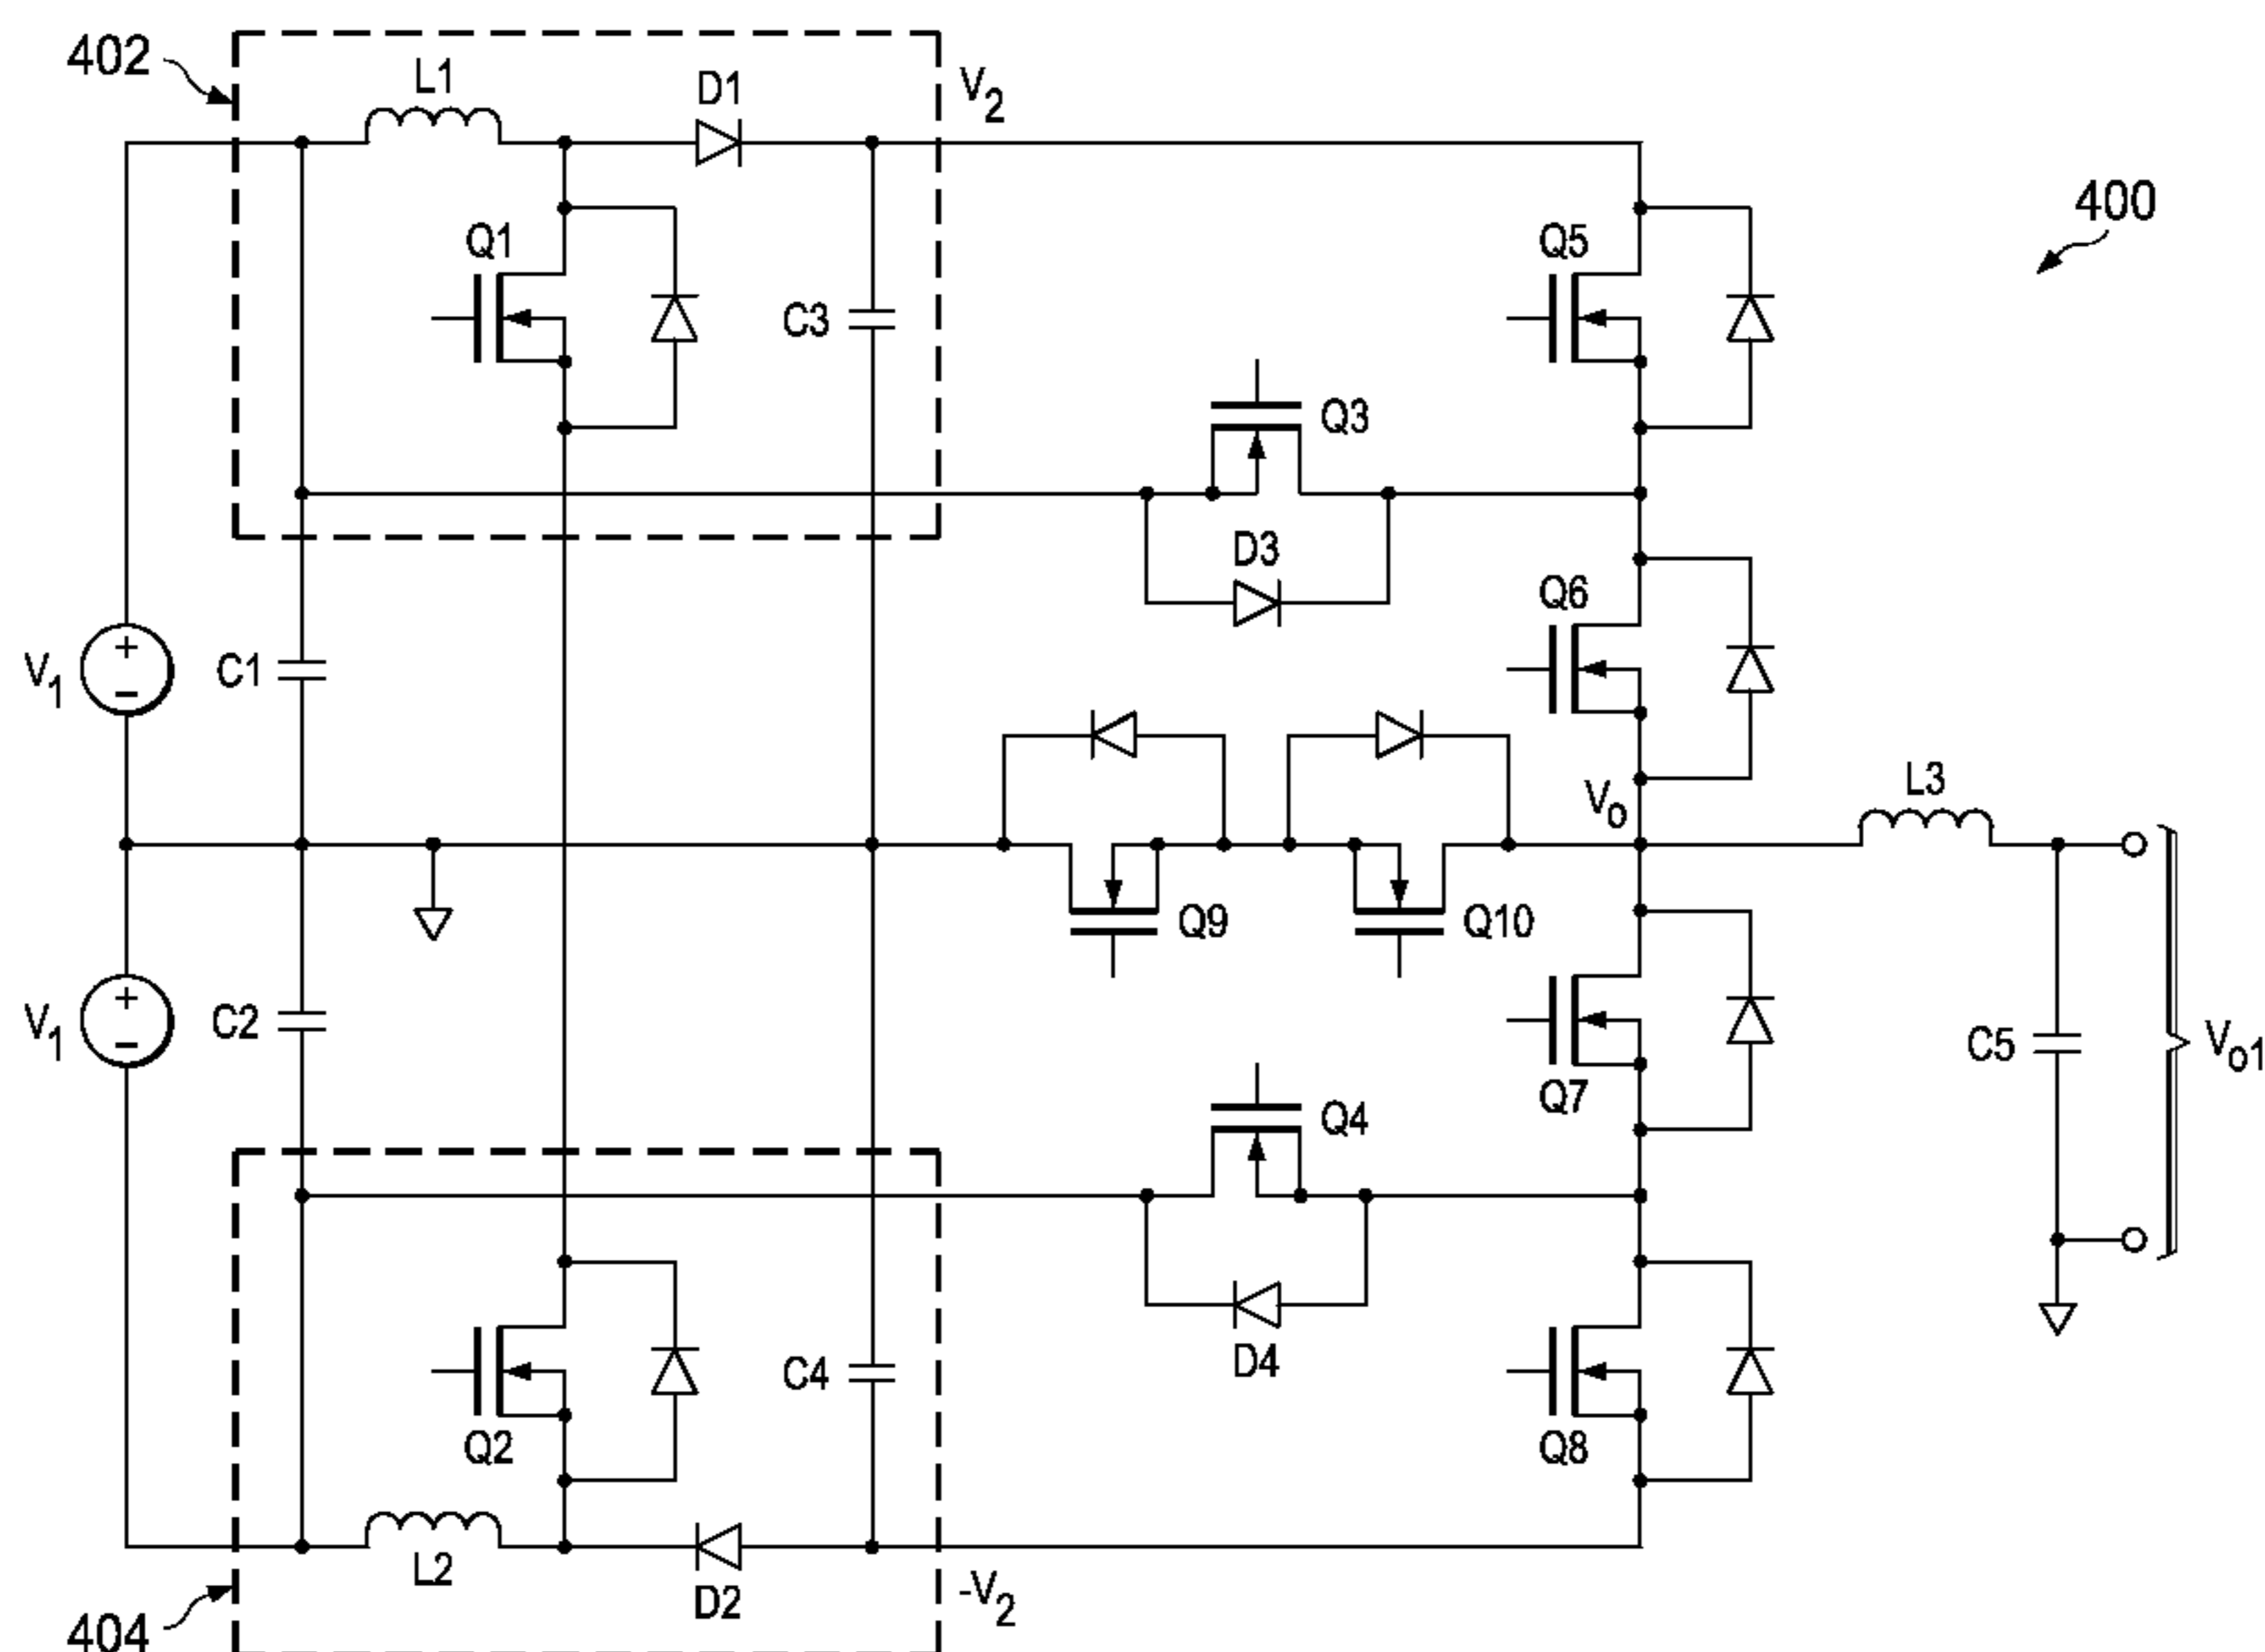 402
L1
D1
V2
400
Q1
Q5
C3
Q3
D3
Q6
V1
+
-
C1
Vo
L3
Q9
Q10
V1
+
-
C2
C5
Vo1
Q7
Q4
D4
C4
Q2
Q8
L2
D2
-V2
404